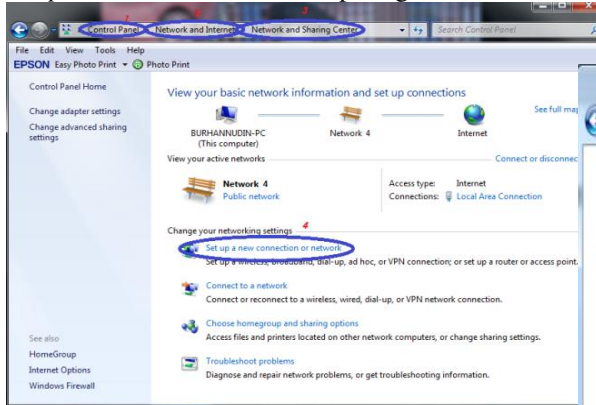 1 2 3
Control Panel Network and Internet Network and Sharing Center Search Control Panel
File Edit View Tools Help
EPSON Easy Photo Print Photo Print
Control Panel Home
Change adapter settings
Change advanced sharing
settings
View your basic network information and set up connections
See full map
BURHANNUDIN-PC
(This computer)
Network 4
Internet
View your active networks
Connect or disconnec
Network 4
Public network
Access type: Internet
Connections: Local Area Connection
Change your networking settings
4
Set up a new connection or network
Set up a wireless, broadband, dial-up, ad hoc, or VPN connection; or set up a router or access point.
Connect to a network
Connect or reconnect to a wireless, wired, dial-up, or VPN network connection.
Choose homegroup and sharing options
Access files and printers located on other network computers, or change sharing settings.
Troubleshoot problems
Diagnose and repair network problems, or get troubleshooting information.
See also
HomeGroup
Internet Options
Windows Firewall